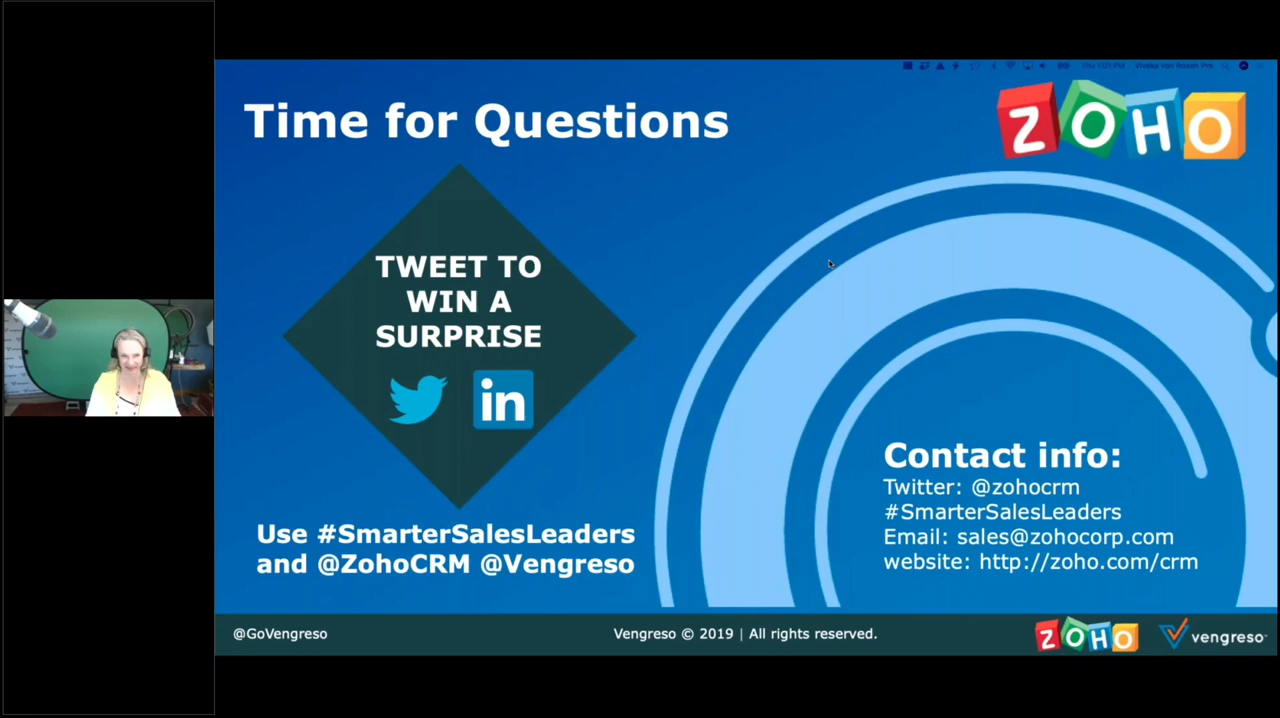 Time for Questions
ZOHO
TWEET TO
WIN A
SURPRISE
in
Use #SmarterSalesLeaders
and @ZohoCRM @Vengreso
Contact info:
Twitter: @zohocrm
#SmarterSalesLeaders
Email: sales@zohocorp.com
website: http://zoho.com/crm
@GoVengreso
Vengreso © 2019 | All rights reserved.
ZOHO
vengreso